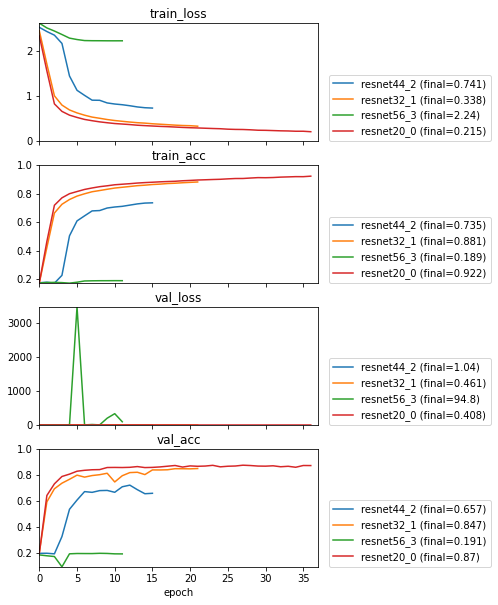 train_loss
2
1
0
resnet44_2 (final=0.741)
resnet32_1 (final=0.338)
resnet56_3 (final=2.24)
resnet20_0 (final=0.215)
train_acc
1.0
0.8
0.6
0.4
0.2
resnet44_2 (final=0.735)
resnet32_1 (final=0.881)
resnet56_3 (final=0.189)
resnet20_0 (final=0.922)
val_loss
3000
2000
1000
0
resnet44_2 (final=1.04)
resnet32_1 (final=0.461)
resnet56_3 (final=94.8)
resnet20_0 (final=0.408)
val_acc
1.0
0.8
0.6
0.4
0.2
resnet44_2 (final=0.657)
resnet32_1 (final=0.847)
resnet56_3 (final=0.191)
resnet20_0 (final=0.87)
0 5 10 15 20 25 30 35
epoch